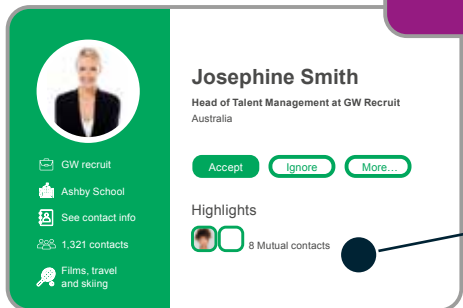 Josephine Smith
Head of Talent Management at GW Recruit
Australia
Accept
Ignore
More...
GW recruit
Ashby School
See contact info
1,321 contacts
Films, travel
and skiing
Highlights
8 Mutual contacts